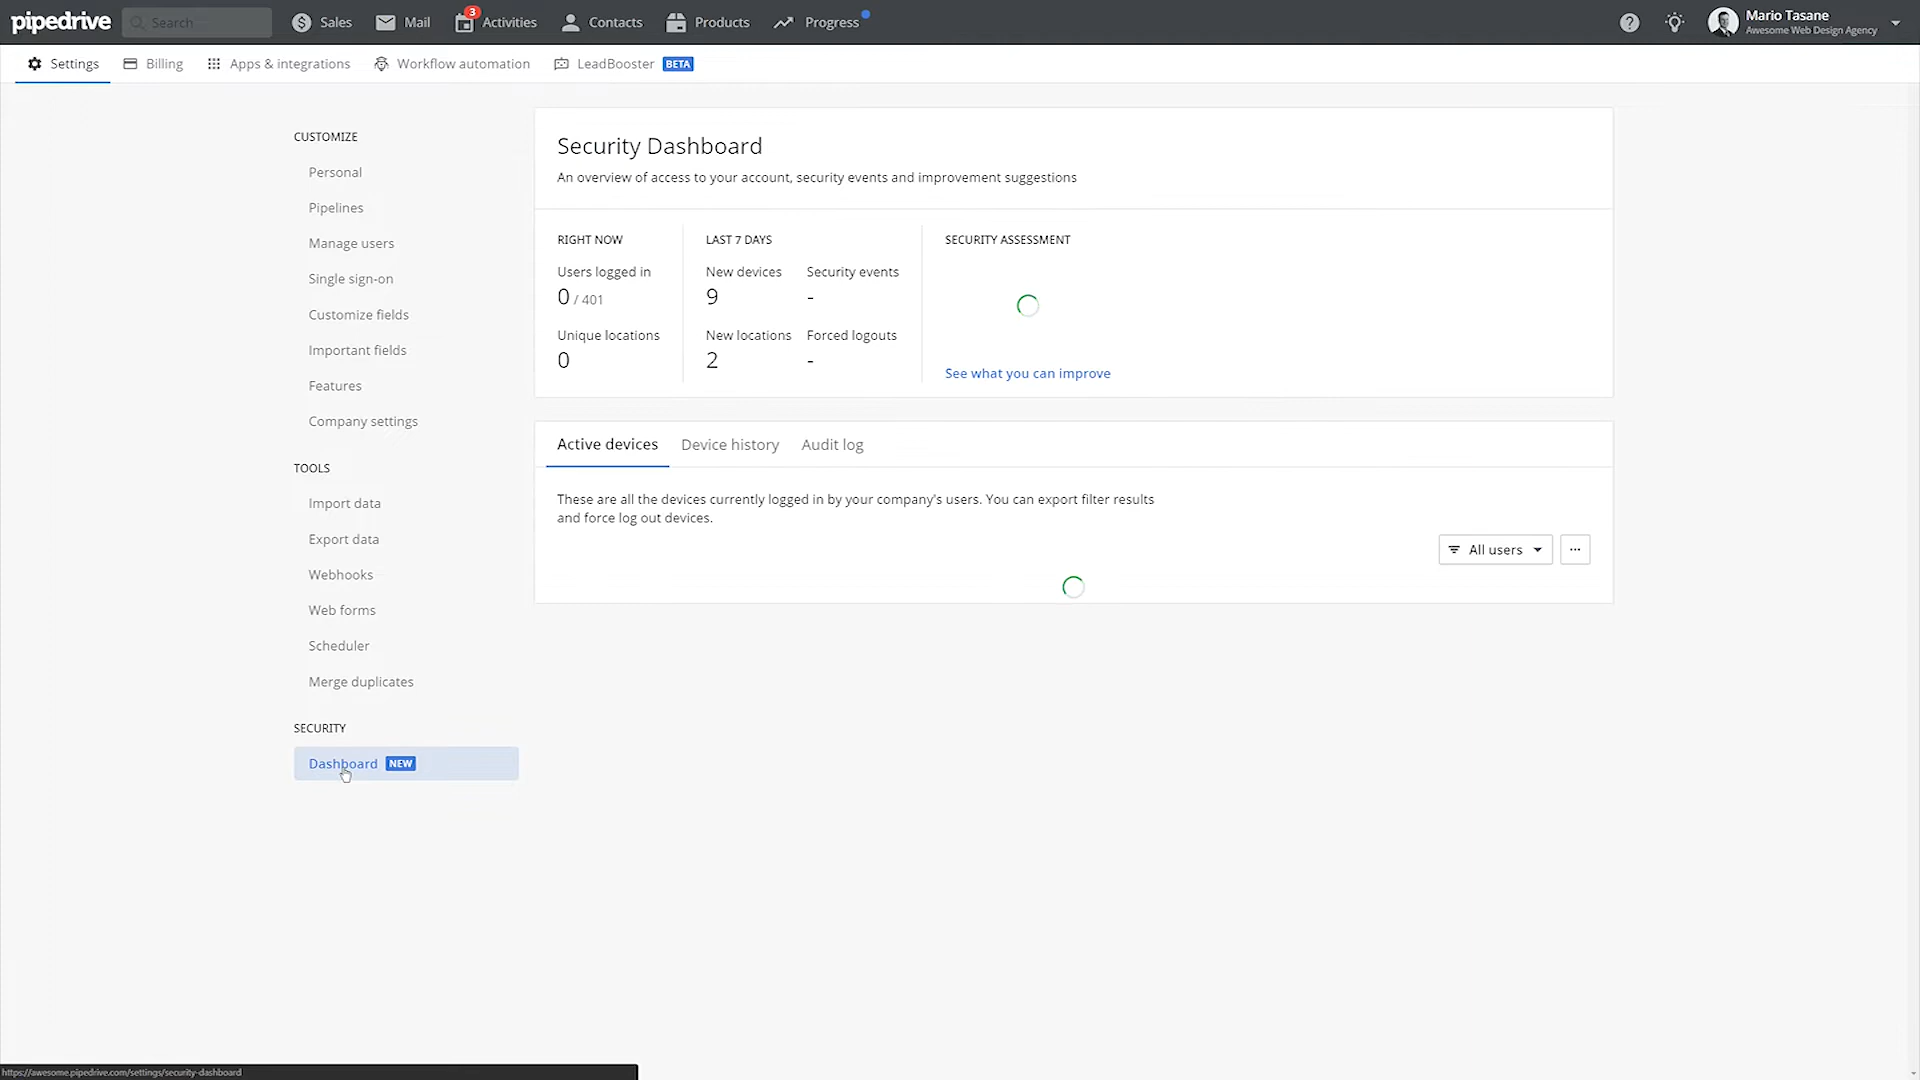 pipedrive
Search
Sales
Mail
3
Activities
Contacts
Products
Progress
Mario Tasane
Awesome Web Design Agency
Settings
Billing
Apps & integrations
Workflow automation
LeadBooster BETA
CUSTOMIZE
Personal
Pipelines
Manage users
Single sign-on
Customize fields
Important fields
Features
Company settings
TOOLS
Import data
Export data
Webhooks
Web forms
Scheduler
Merge duplicates
SECURITY
Dashboard NEW
Security Dashboard
An overview of access to your account, security events and improvement suggestions
RIGHT NOW
Users logged in
0 / 401
Unique locations
0
LAST 7 DAYS
New devices
9
Security events
-
New locations
2
Forced logouts
-
SECURITY ASSESSMENT
See what you can improve
Active devices
Device history
Audit log
These are all the devices currently logged in by your company's users. You can export filter results
and force log out devices.
All users
...
https://awesome.pipedrive.com/settings/security-dashboard